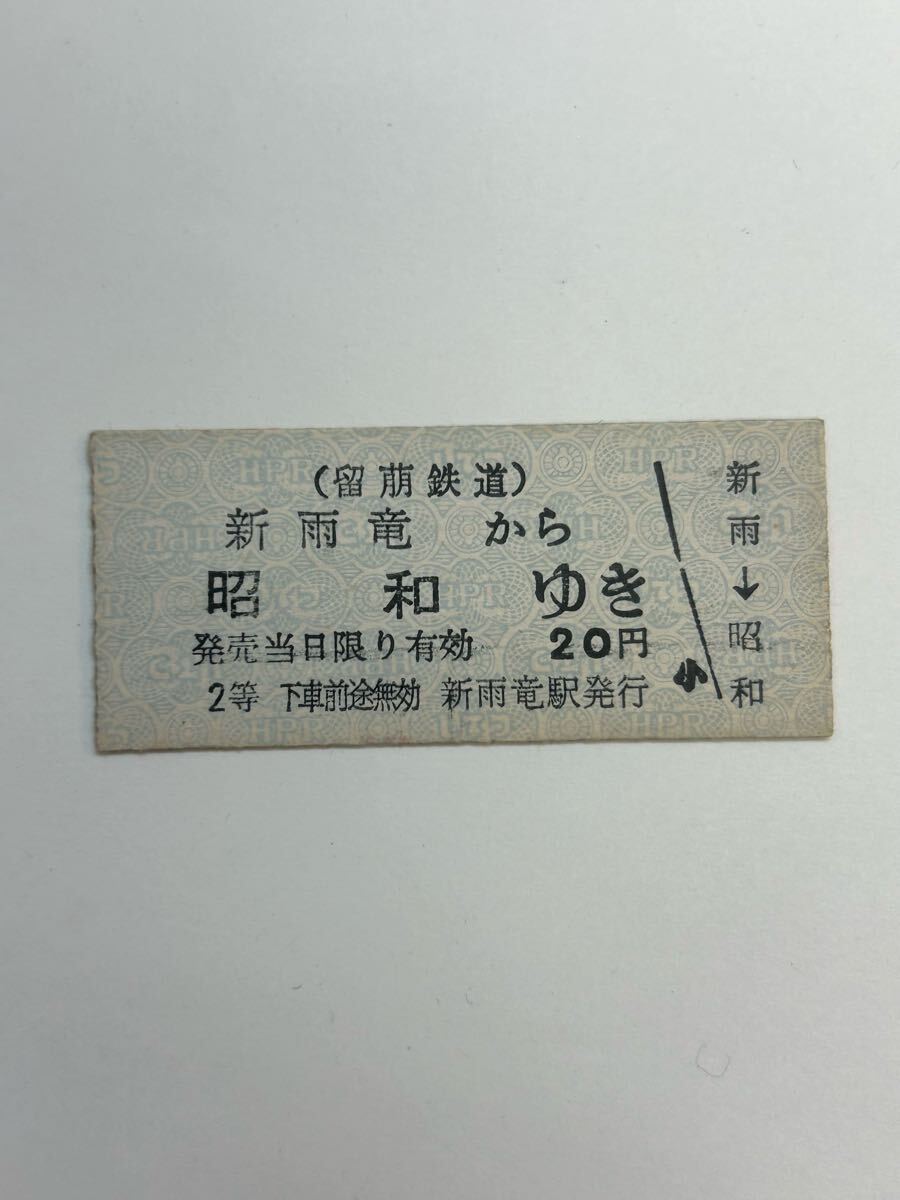 (留萠鉄道)
新雨竜 から
昭和 ゆき
発売当日限り有効 20円
2等 下車前途無効 新雨竜駅発行
小
新雨↓昭和